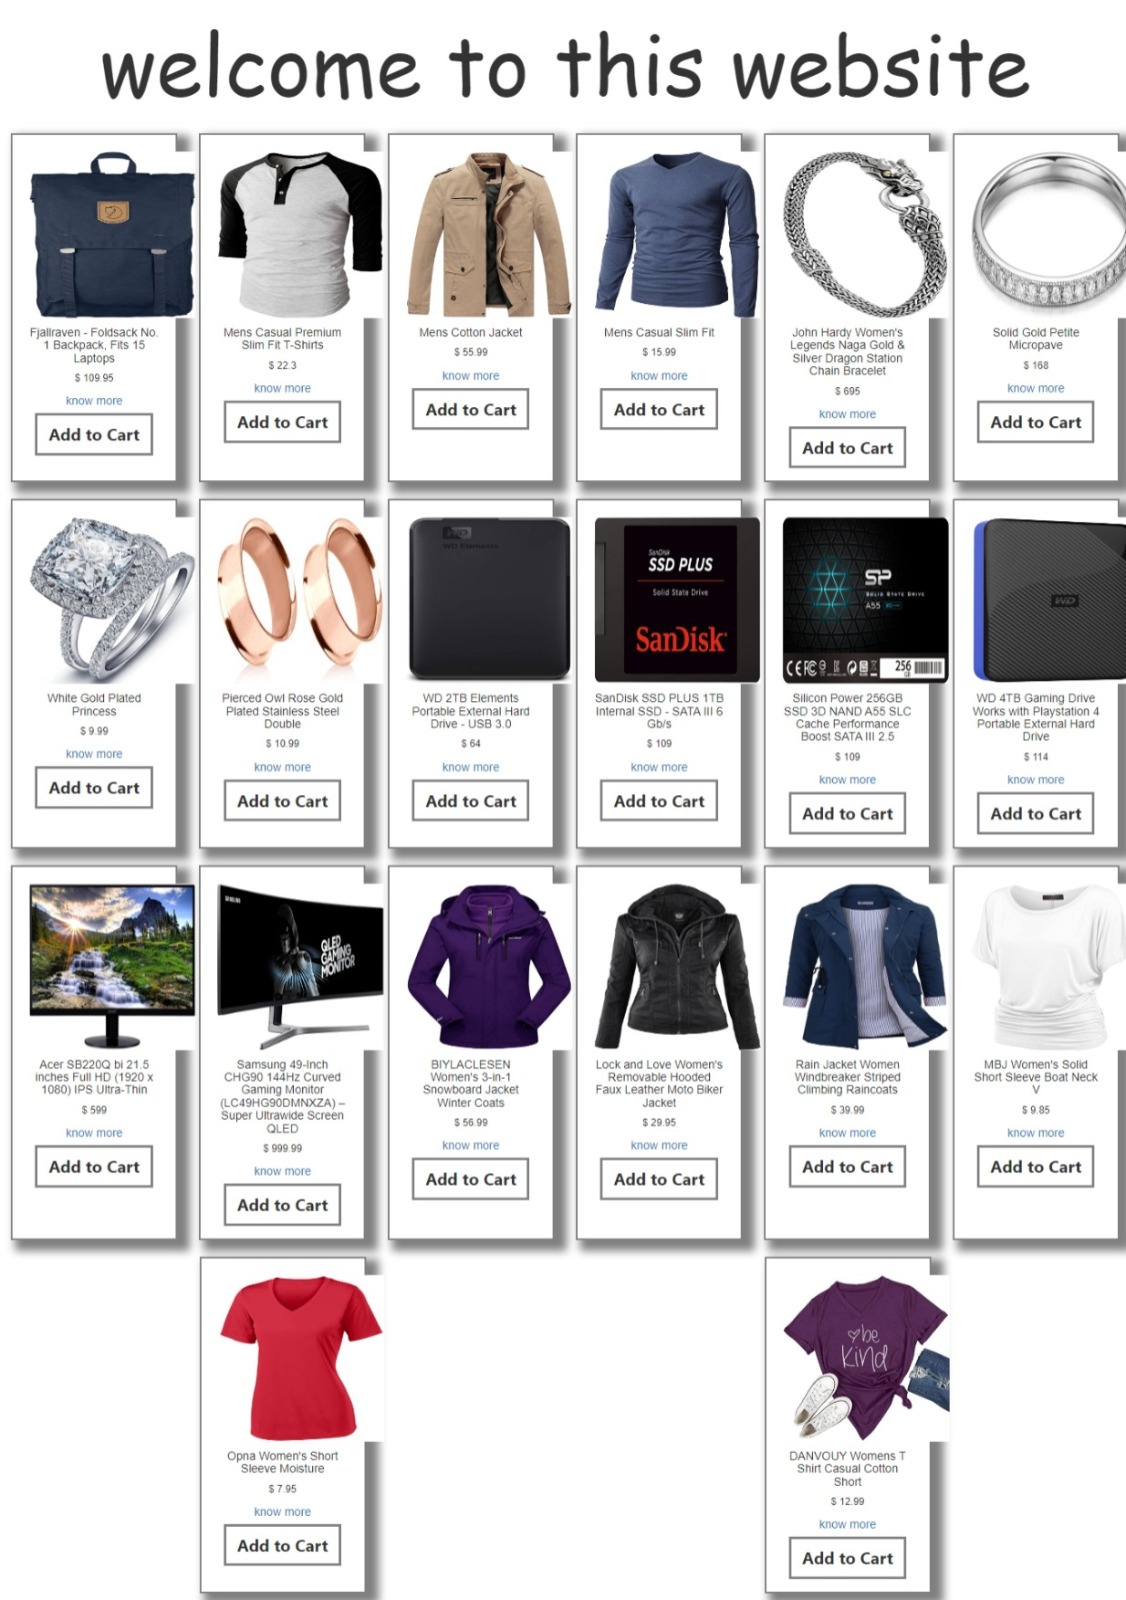 welcome to this website
Fjallraven - Foldsack No.
1 Backpack, Fits 15
Laptops
$ 109.95
know more
Add to Cart
Mens Casual Premium
Slim Fit T-Shirts
$ 22.3
know more
Add to Cart
Mens Cotton Jacket
$ 55.99
know more
Add to Cart
Mens Casual Slim Fit
$ 15.99
know more
Add to Cart
John Hardy Women's
Legends Naga Gold &
Silver Dragon Station
Chain Bracelet
$ 695
know more
Add to Cart
Solid Gold Petite
Micropave
$ 168
know more
Add to Cart
White Gold Plated
Princess
$ 9.99
know more
Add to Cart
Pierced Owl Rose Gold
Plated Stainless Steel
Double
$ 10.99
know more
Add to Cart
WD
WD Elements
WD 2TB Elements
Portable External Hard
Drive - USB 3.0
$ 64
know more
Add to Cart
SanDisk
SSD PLUS
Solid State Drive
SanDisk
SanDisk SSD PLUS 1TB
Internal SSD - SATA III 6
Gb/s
$ 109
know more
Add to Cart
SP
SOLID STATE DRIVE
A55
256
GB
Silicon Power 256GB
SSD 3D NAND A55 SLC
Cache Performance
Boost SATA III 2.5
$ 109
know more
Add to Cart
WD
WD 4TB Gaming Drive
Works with Playstation 4
Portable External Hard
Drive
$ 114
know more
Add to Cart
Acer SB220Q bi 21.5
inches Full HD (1920 x
1080) IPS Ultra-Thin
$ 599
know more
Add to Cart
SAMSUNG
QLED
GAMING
MONITOR
Samsung 49-Inch
CHG90 144Hz Curved
Gaming Monitor
(LC49HG90DMNXZA) –
Super Ultrawide Screen
QLED
$ 999.99
know more
Add to Cart
BIYLACLESEN
Women's 3-in-1
Snowboard Jacket
Winter Coats
$ 56.99
know more
Add to Cart
Lock and Love Women's
Removable Hooded
Faux Leather Moto Biker
Jacket
$ 29.95
know more
Add to Cart
Rain Jacket Women
Windbreaker Striped
Climbing Raincoats
$ 39.99
know more
Add to Cart
MBJ Women's Solid
Short Sleeve Boat Neck
V
$ 9.85
know more
Add to Cart
Opna Women's Short
Sleeve Moisture
$ 7.95
know more
Add to Cart
be
kind
DANVOUY Womens T
Shirt Casual Cotton
Short
$ 12.99
know more
Add to Cart